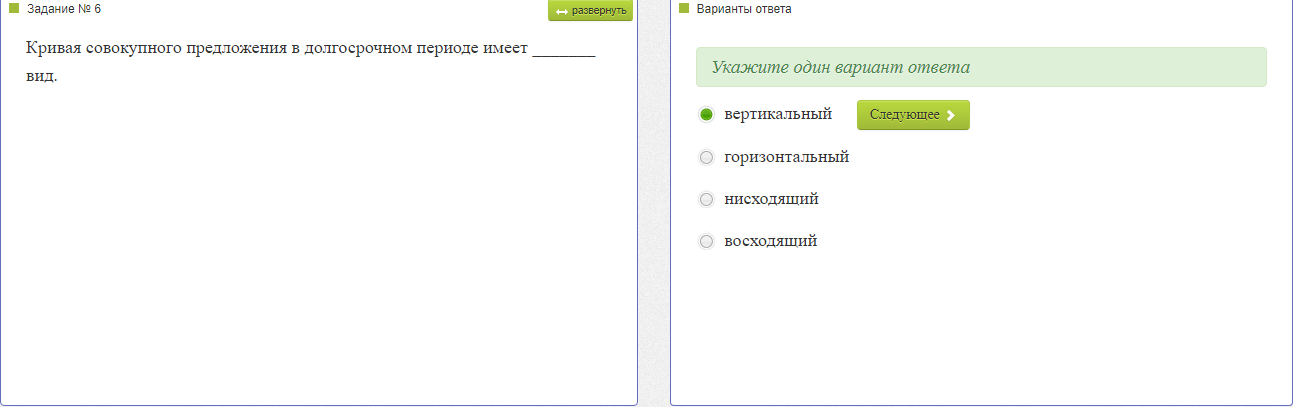 Задание № 6
развернуть
Кривая совокупного предложения в долгосрочном периоде имеет _______
вид.
Варианты ответа
Укажите один вариант ответа
вертикальный
Следующее
горизонтальный
нисходящий
восходящий